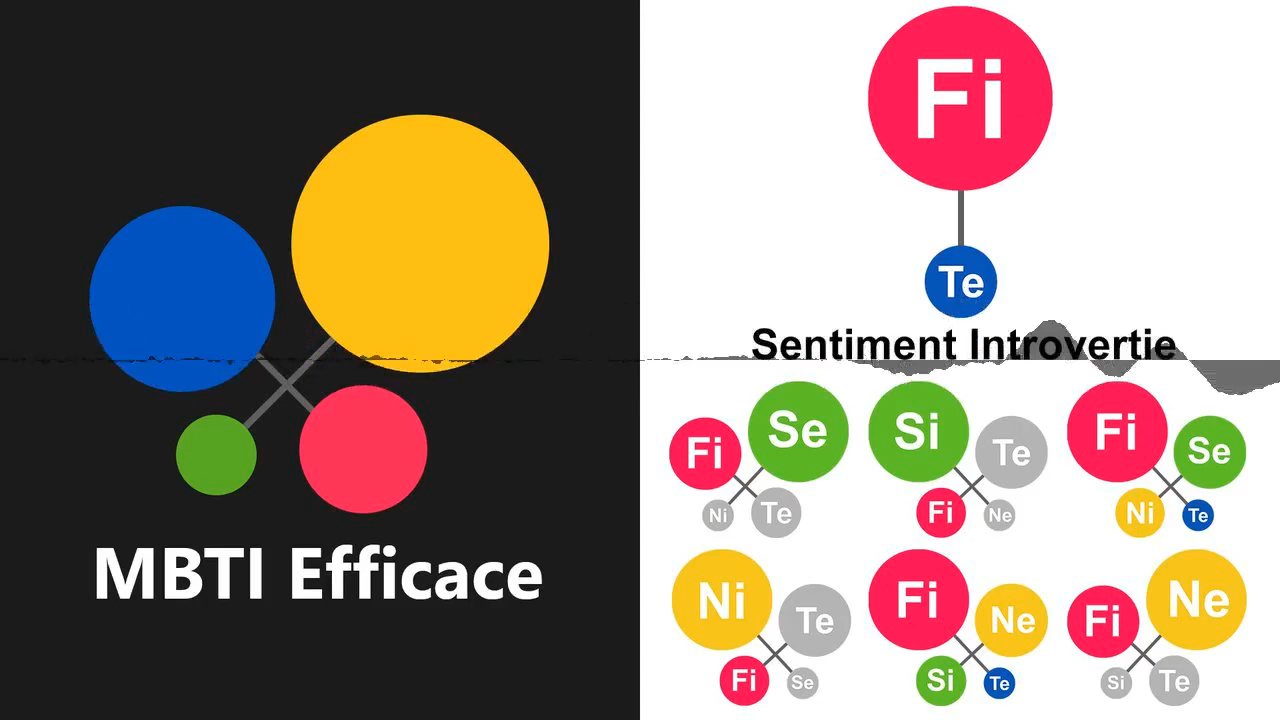 MBTI Efficace
Fi
Te
Sentiment Introvertie
Fi Se
Ni Te
Si Te
Fi Ne
Fi Se
Ni Te
Ni Te
Fi Se
Fi Ne
Si Te
Fi Ne
Si Te